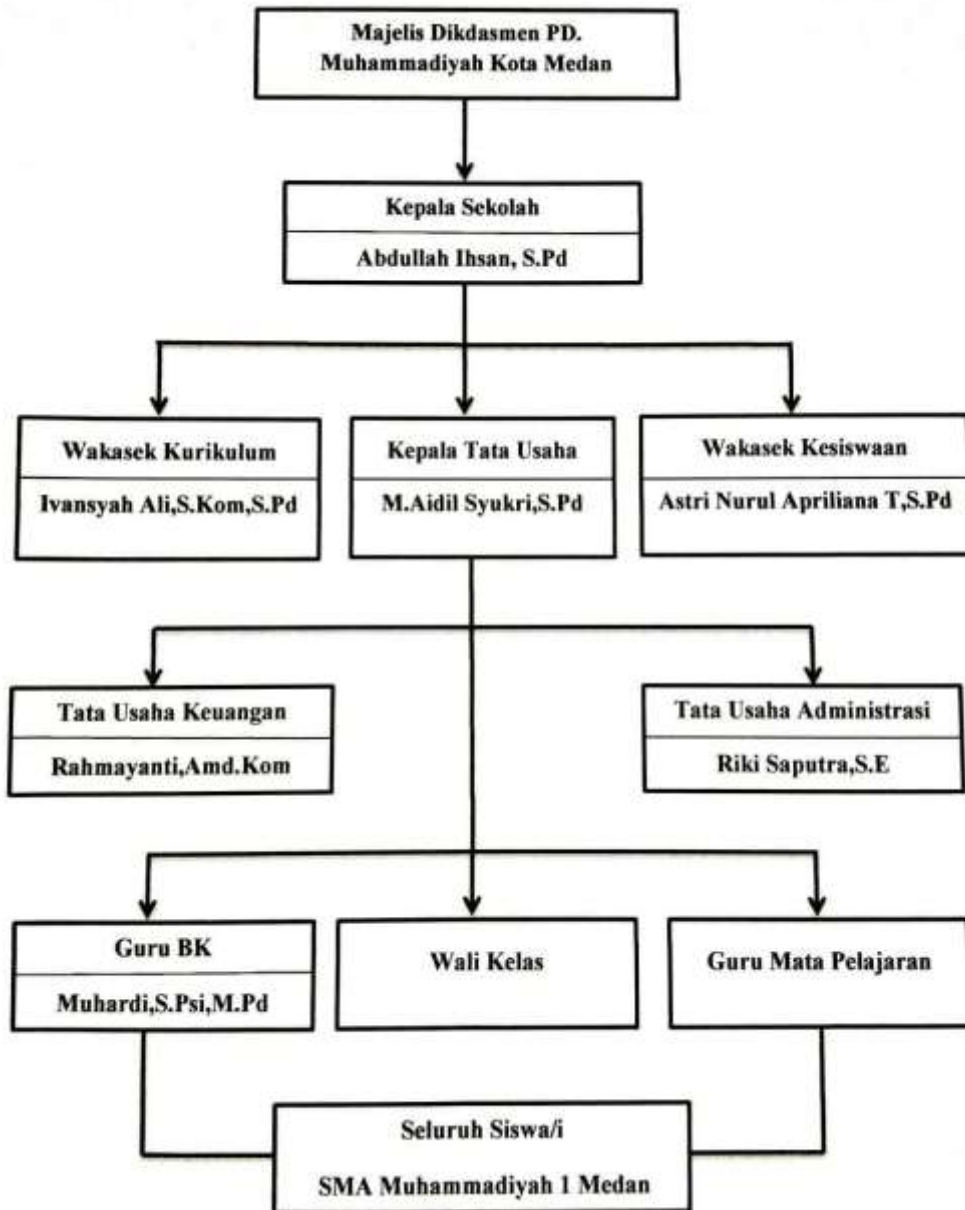 Majelis Dikdasmen PD.
Muhammadiyah Kota Medan
Kepala Sekolah
Abdullah Ihsan, S.Pd
Wakasek Kurikulum
Ivansyah Ali,S.Kom,S.Pd
Kepala Tata Usaha
M.Aidil Syukri,S.Pd
Wakasek Kesiswaan
Astri Nurul Apriliana T,S.Pd
Tata Usaha Keuangan
Rahmayanti,Amd.Kom
Tata Usaha Administrasi
Riki Saputra,S.E
Guru BK
Muhardi,S.Psi,M.Pd
Wali Kelas
Guru Mata Pelajaran
Seluruh Siswa/i
SMA Muhammadiyah 1 Medan